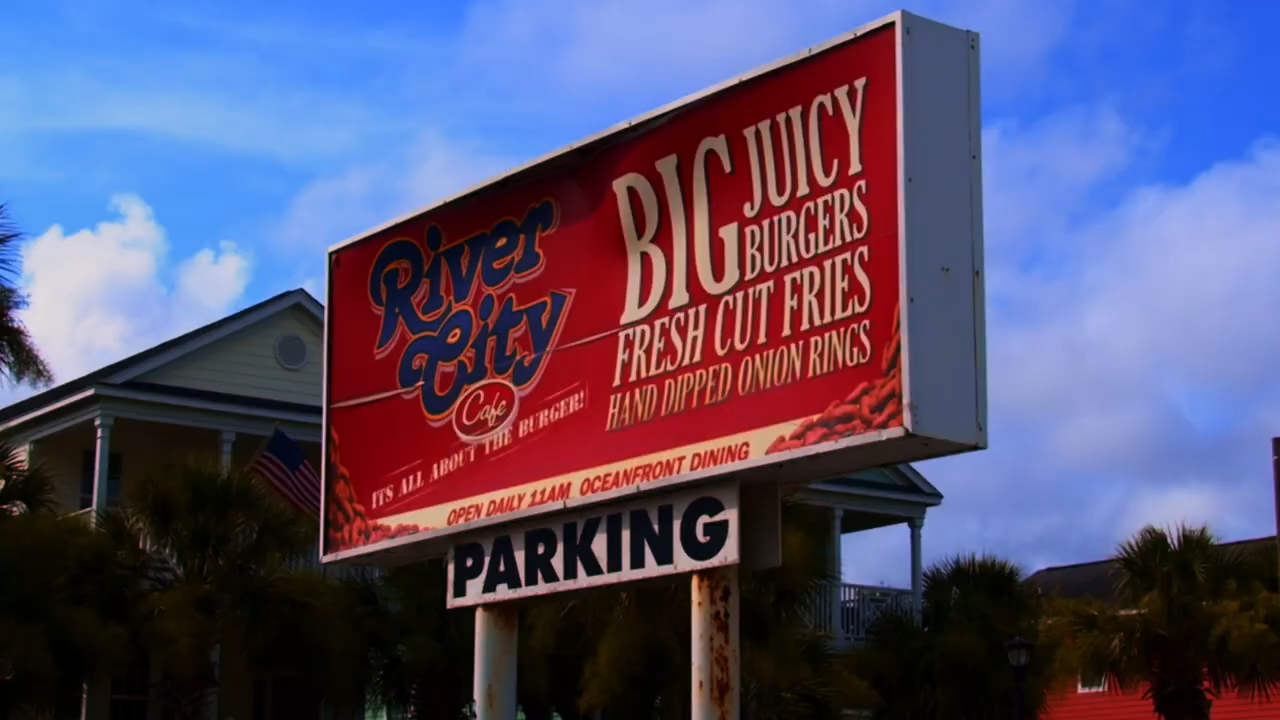 River
City
Cafe
ITS ALL ABOUT THE BURGER!
BIG JUICY
BURGERS
FRESH CUT FRIES
HAND DIPPED ONION RINGS
OPEN DAILY 11AM OCEANFRONT DINING
PARKING